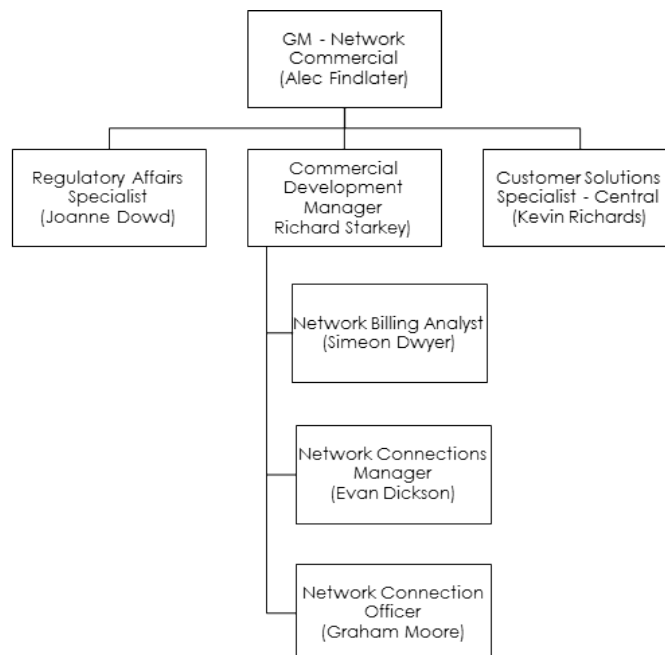 GM - Network
Commercial
(Alec Findlater)
Regulatory Affairs
Specialist
(Joanne Dowd)
Commercial
Development
Manager
Richard Starkey)
Customer Solutions
Specialist - Central
(Kevin Richards)
Network Billing Analyst
(Simeon Dwyer)
Network Connections
Manager
(Evan Dickson)
Network Connection
Officer
(Graham Moore)